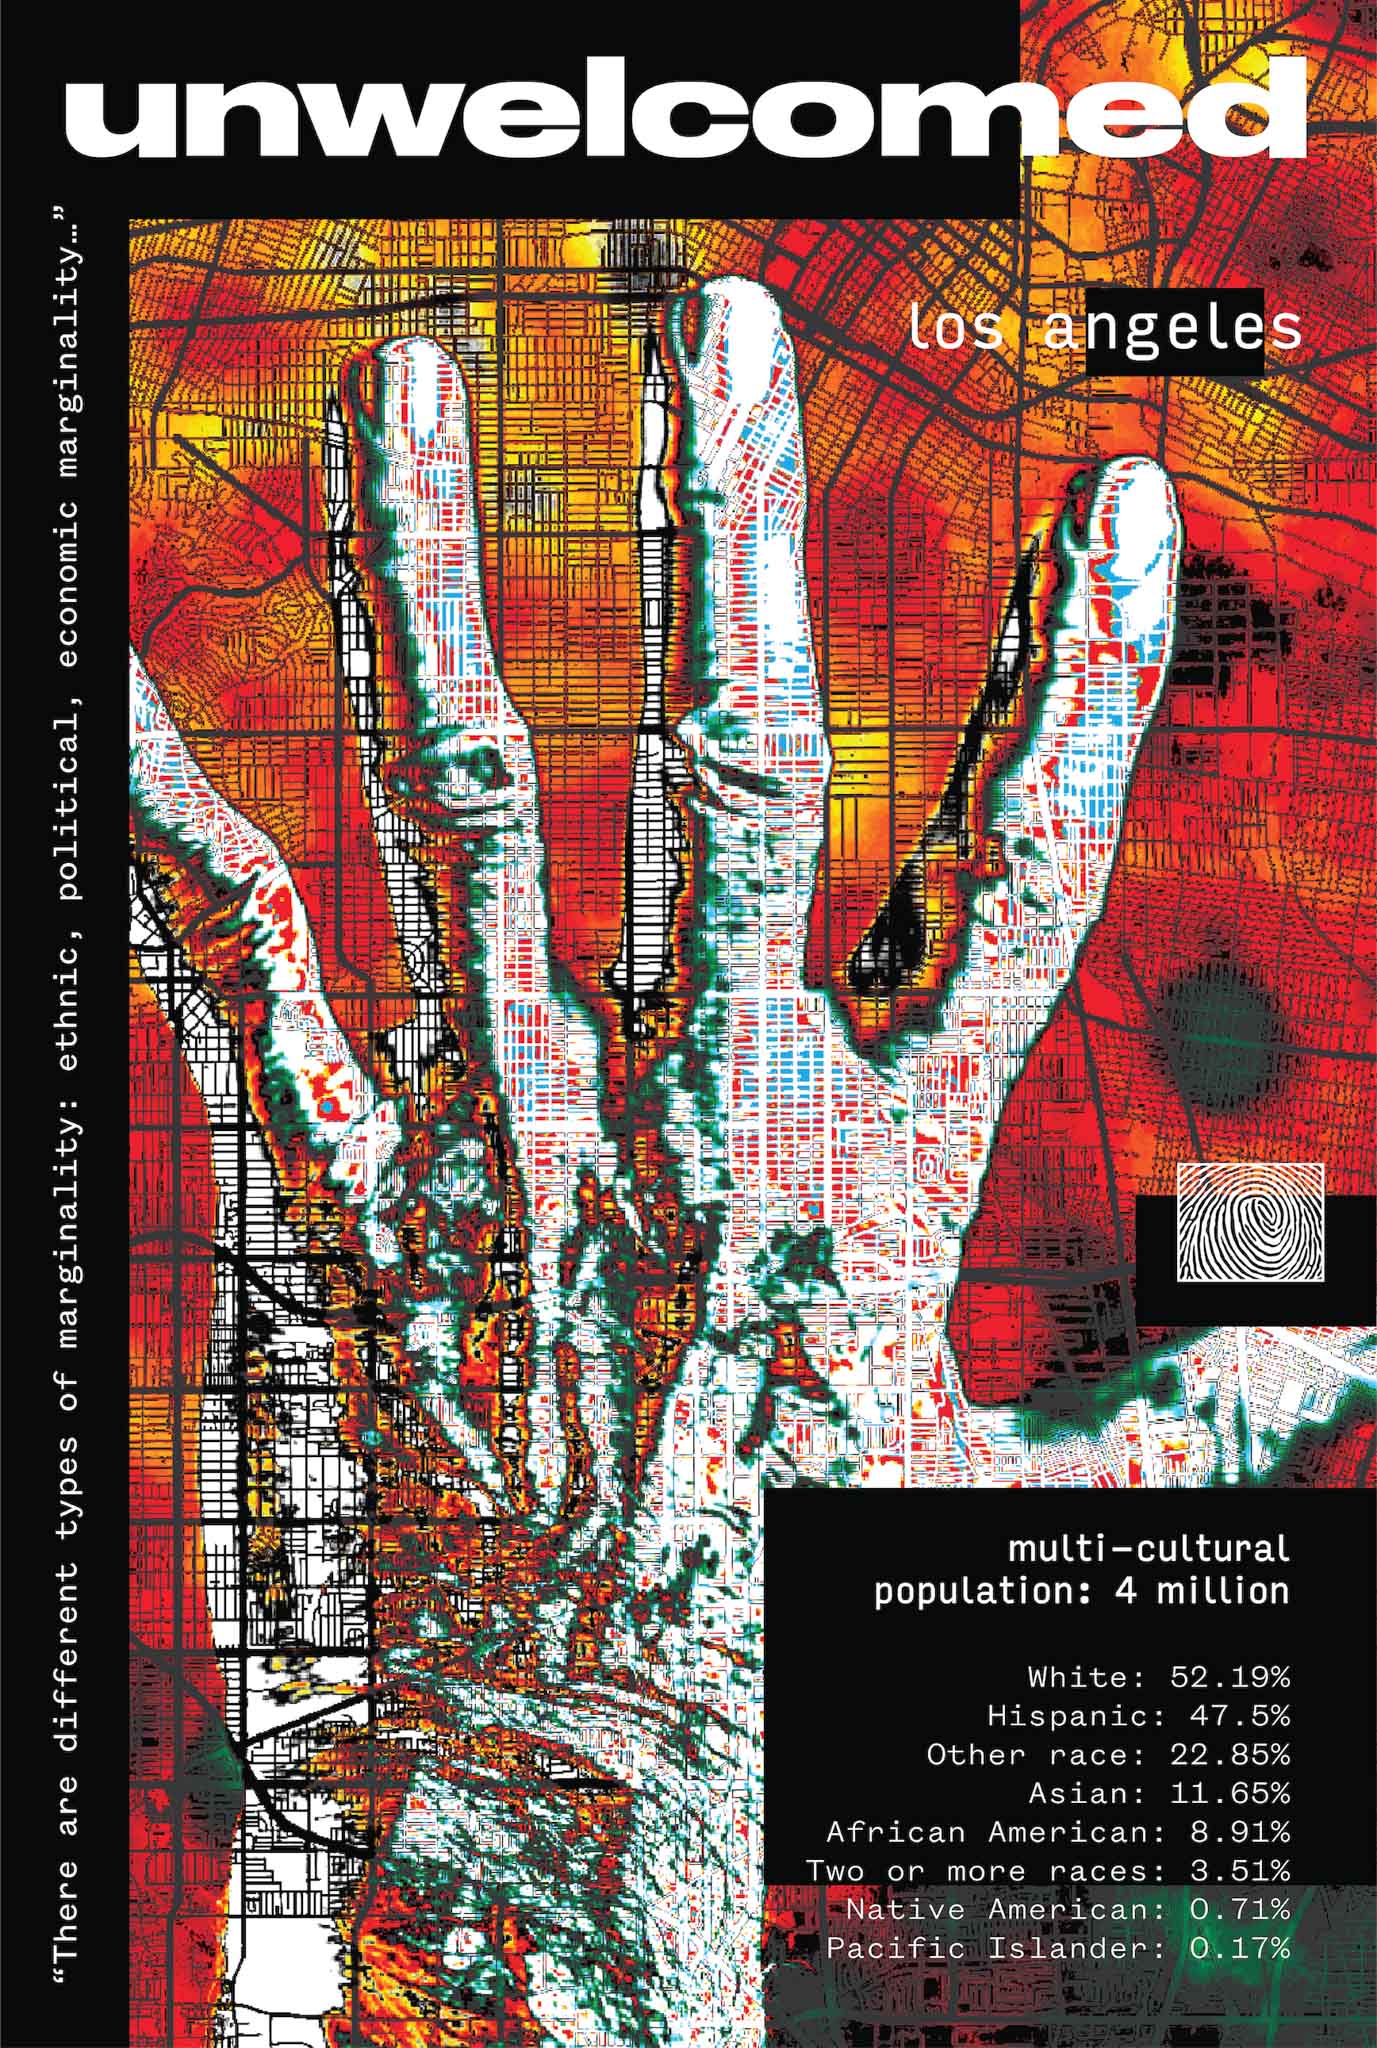 unwelcomed
“There are different types of marginality: ethnic, political, economic marginality…”
los angeles
multi-cultural
population: 4 million
White: 52.19%
Hispanic: 47.5%
Other race: 22.85%
Asian: 11.65%
African American: 8.91%
Two or more races: 3.51%
Native American: 0.71%
Pacific Islander: 0.17%